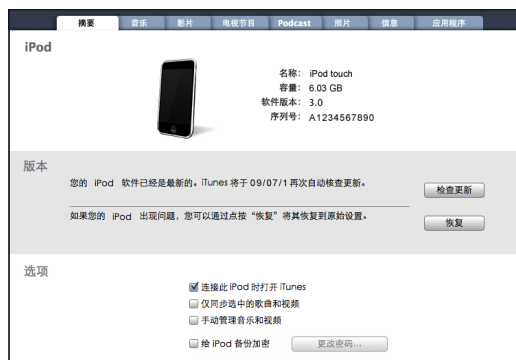 摘要 音乐 影片 电视节目 Podcast 照片 信息 应用程序
iPod
名称： iPod touch
容量： 6.03 GB
软件版本： 3.0
序列号： A1234567890
版本
您的 iPod 软件已经是最新的。iTunes 将于 09/07/1 再次自动核查更新。
检查更新
如果您的 iPod 出现问题，您可以通过点按“恢复”将其恢复到原始设置。
恢复
选项
连接此 iPod 时打开 iTunes
仅同步选中的歌曲和视频
手动管理音乐和视频
给 iPod 备份加密 更改密码...